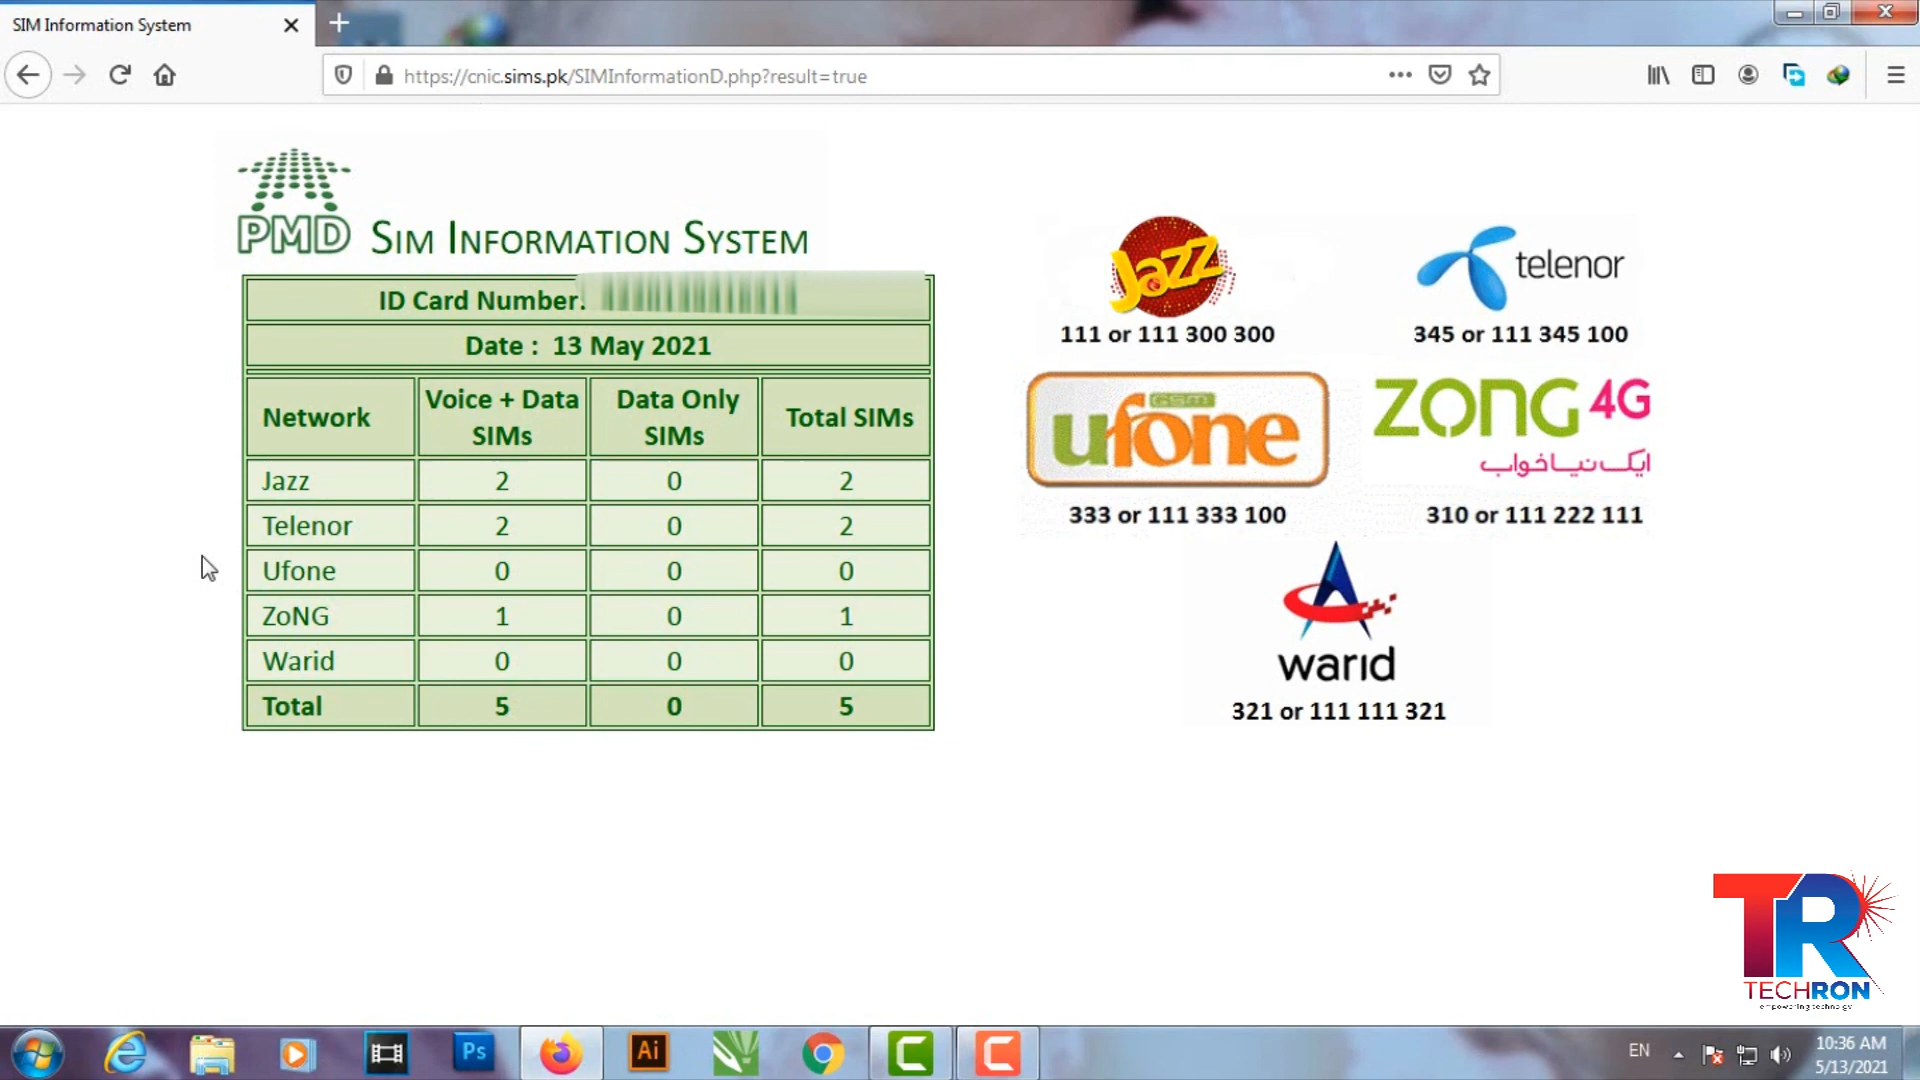 SIM Information System
https://cnic.sims.pk/SIMInformationD.php?result=true
PMD SIM INFORMATION SYSTEM
ID Card Number:
Date : 13 May 2021
Network Voice + Data SIMs Data Only SIMs Total SIMs
Jazz 2 0 2
Telenor 2 0 2
Ufone 0 0 0
ZoNG 1 0 1
Warid 0 0 0
Total 5 0 5
Jazz
111 or 111 300 300
telenor
345 or 111 345 100
GSM
ufone
333 or 111 333 100
ZONG 4G
ایک نیا خواب
310 or 111 222 111
warid
321 or 111 111 321
TR
TECHRON
empowering technology
Ps
Ai
EN
10:36 AM
5/13/2021